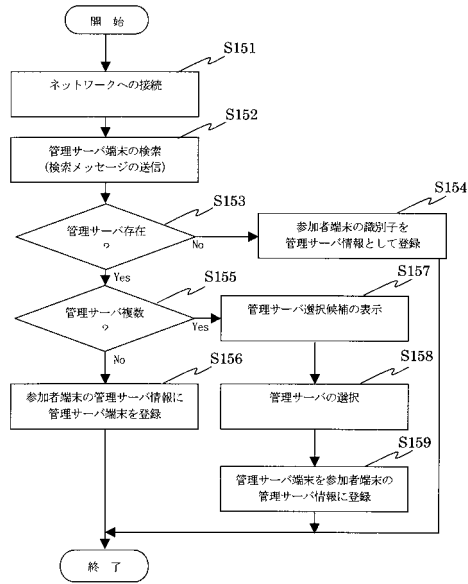 開 始
S151
ネットワークへの接続
S152
管理サーバ端末の検索
(検索メッセージの送信)
S153
管理サーバ存在
?
No
Yes
S154
参加者端末の識別子を
管理サーバ情報として登録
S155
管理サーバ複数
?
Yes
No
S157
管理サーバ選択候補の表示
S156
参加者端末の管理サーバ情報に
管理サーバ端末を登録
S158
管理サーバの選択
S159
管理サーバ端末を参加者端末の
管理サーバ情報に登録
終 了